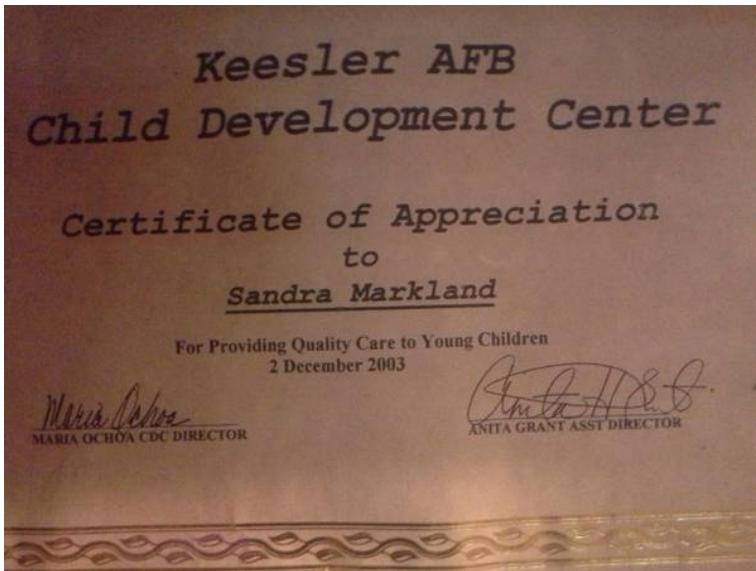 Keesler AFB
Child Development Center
Certificate of Appreciation
to
Sandra Markland
For Providing Quality Care to Young Children
2 December 2003
Maria Ochoa
MARIA OCHOA CDC DIRECTOR
Anita H
ANITA GRANT ASST DIRECTOR